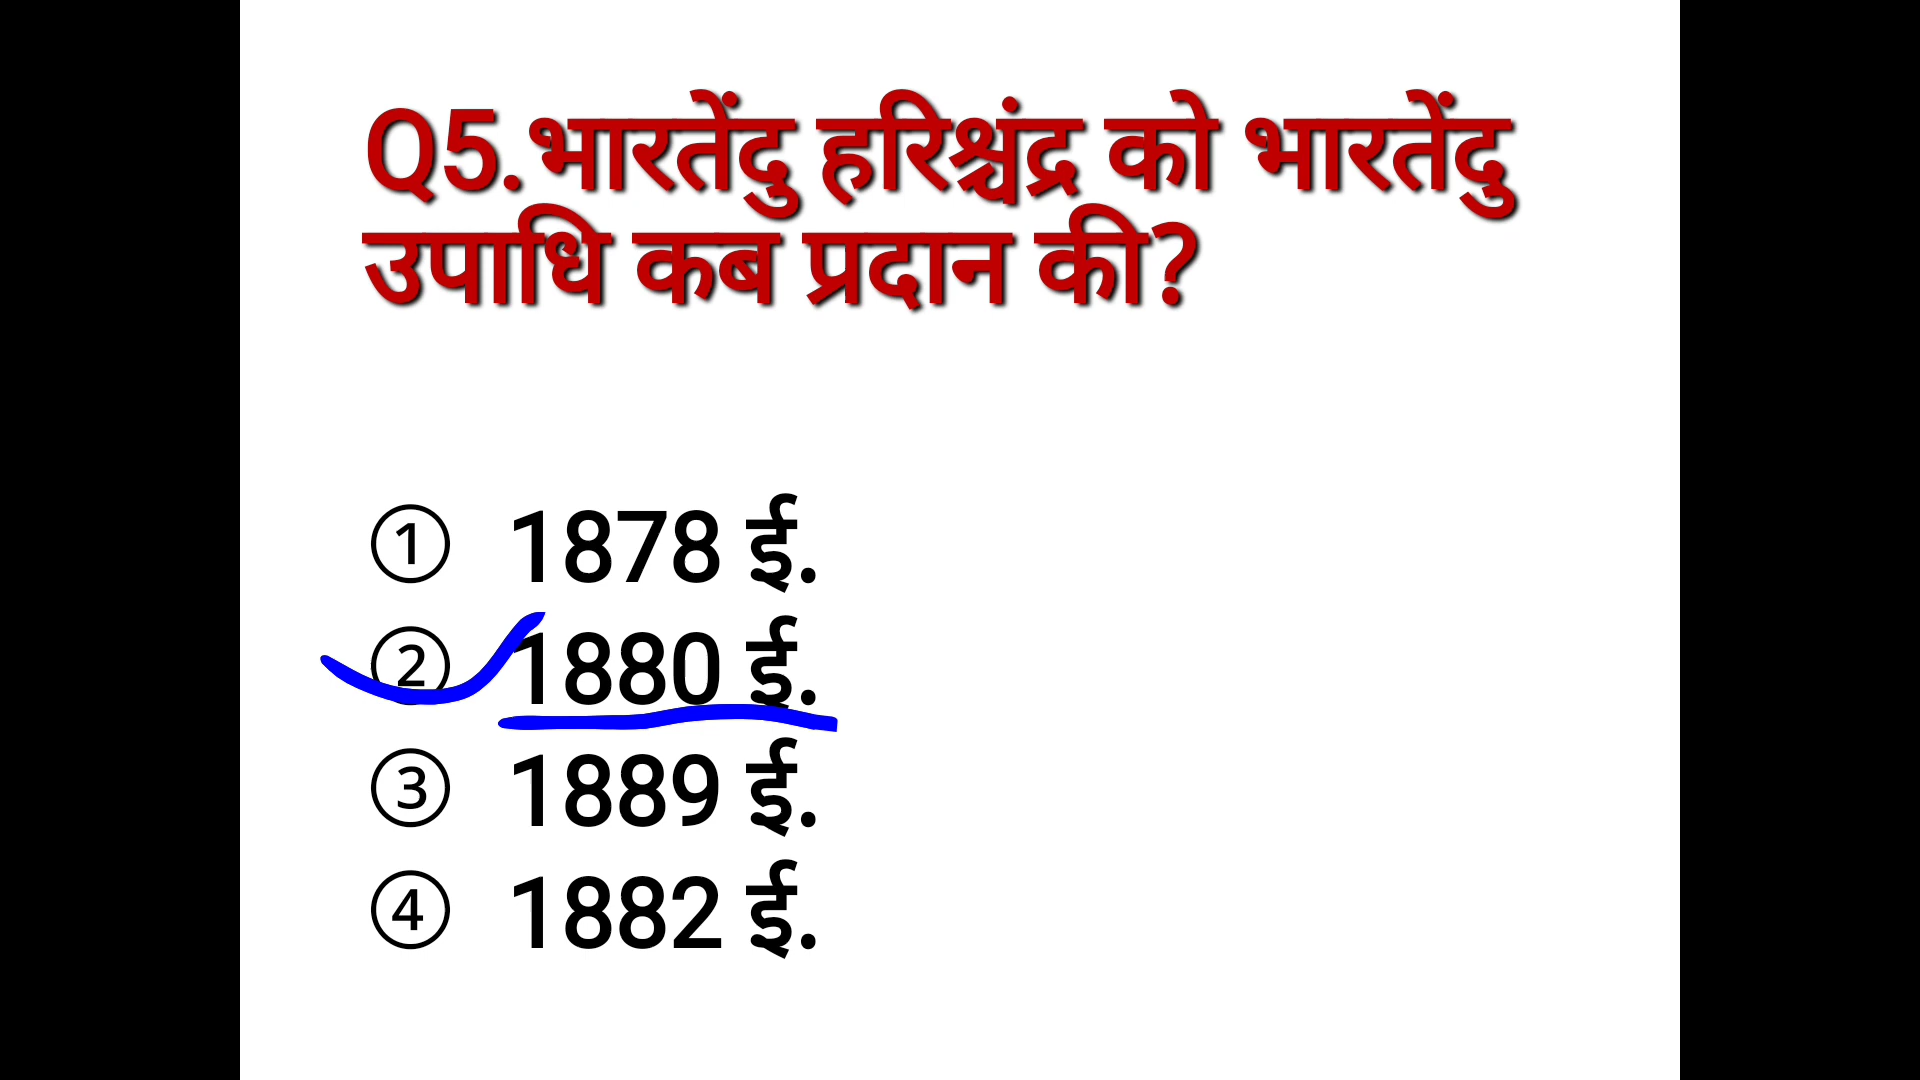 Q5.भारतेंदु हरिश्चंद्र को भारतेंदु
उपाधि कब प्रदान की?
① 1878 ई.
② 1880 ई.
③ 1889 ई.
④ 1882 ई.